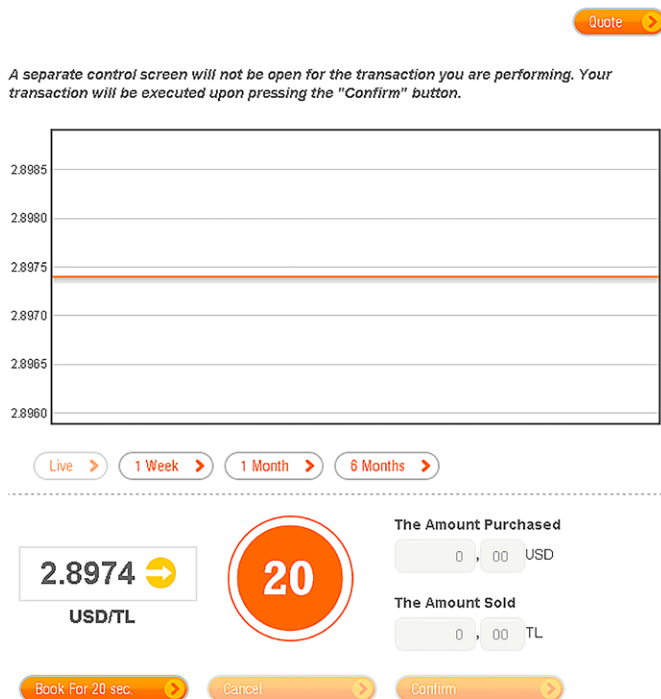 Quote
A separate control screen will not be open for the transaction you are performing. Your
transaction will be executed upon pressing the "Confirm" button.
2.8985
2.8980
2.8975
2.8970
2.8965
2.8960
Live
1 Week
1 Month
6 Months
The Amount Purchased
0 , 00 USD
2.8974
20
USD/TL
The Amount Sold
0 , 00 TL
Book For 20 sec.
Cancel
Confirm